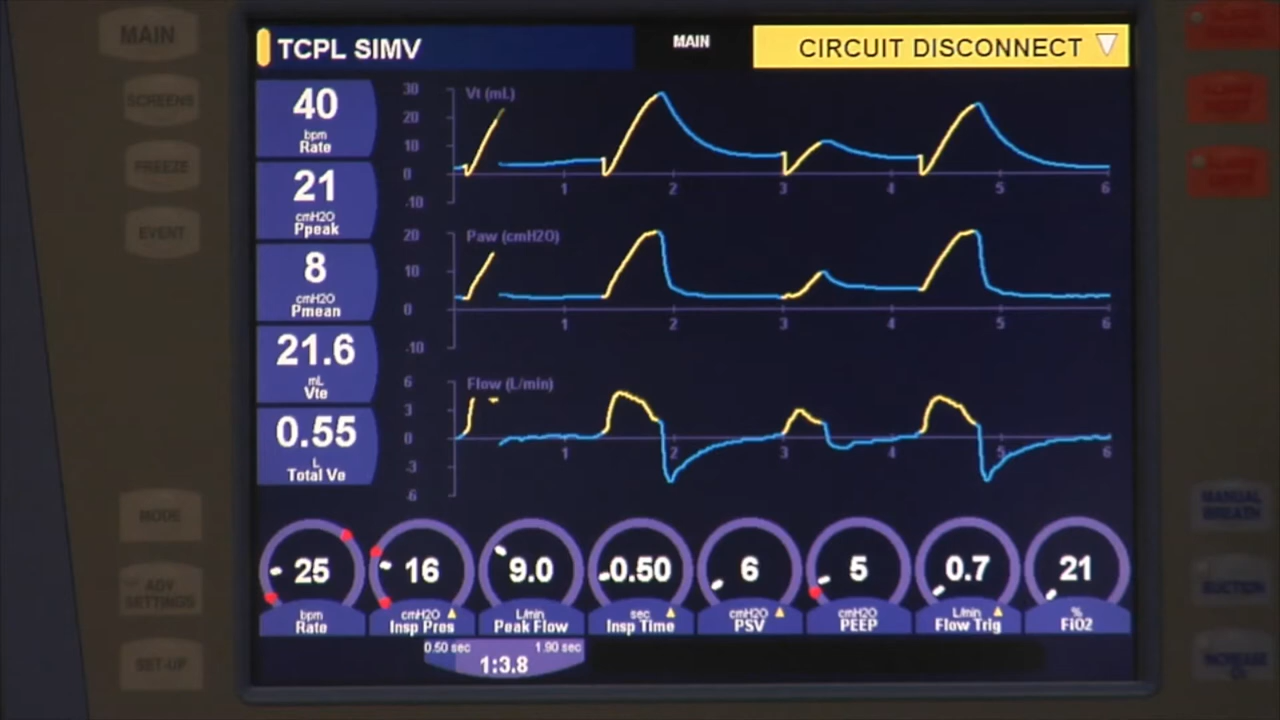 MAIN
TCPL SIMV
MAIN
CIRCUIT DISCONNECT
SCREENS
FREEZE
EVENT
40
bpm
Rate
21
cmH2O
Ppeak
8
cmH2O
Pmean
21.6
mL
Vte
0.55
L
Total Ve
Vt (mL)
30
20
10
0
-10
1 2 3 4 5 6
Paw (cmH2O)
20
10
0
-10
1 2 3 4 5 6
Flow (L/min)
6
3
0
-3
-6
1 2 3 4 5 6
MODE
ADV
SETTINGS
SET-UP
25
bpm
Rate
16
cmH2O
Insp Pres
9.0
L/min
Peak Flow
0.50
sec
Insp Time
6
cmH2O
PSV
5
cmH2O
PEEP
0.7
L/min
Flow Trig
21
%
FiO2
0.50 sec 1.90 sec
1:3.8
MANUAL
BREATH
SUCTION
INCREASE